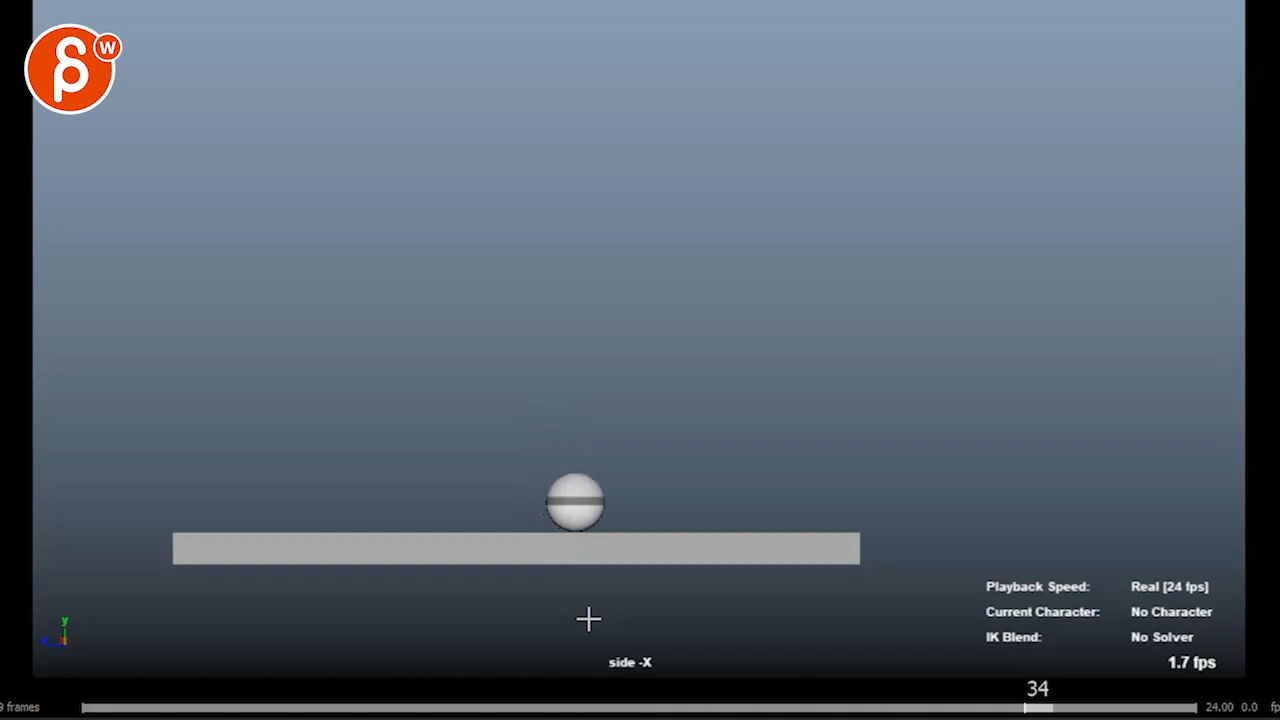 W
Playback Speed: Real [24 fps]
Current Character: No Character
IK Blend: No Solver
y
side -X
1.7 fps
34
9 frames
24.00 0.0